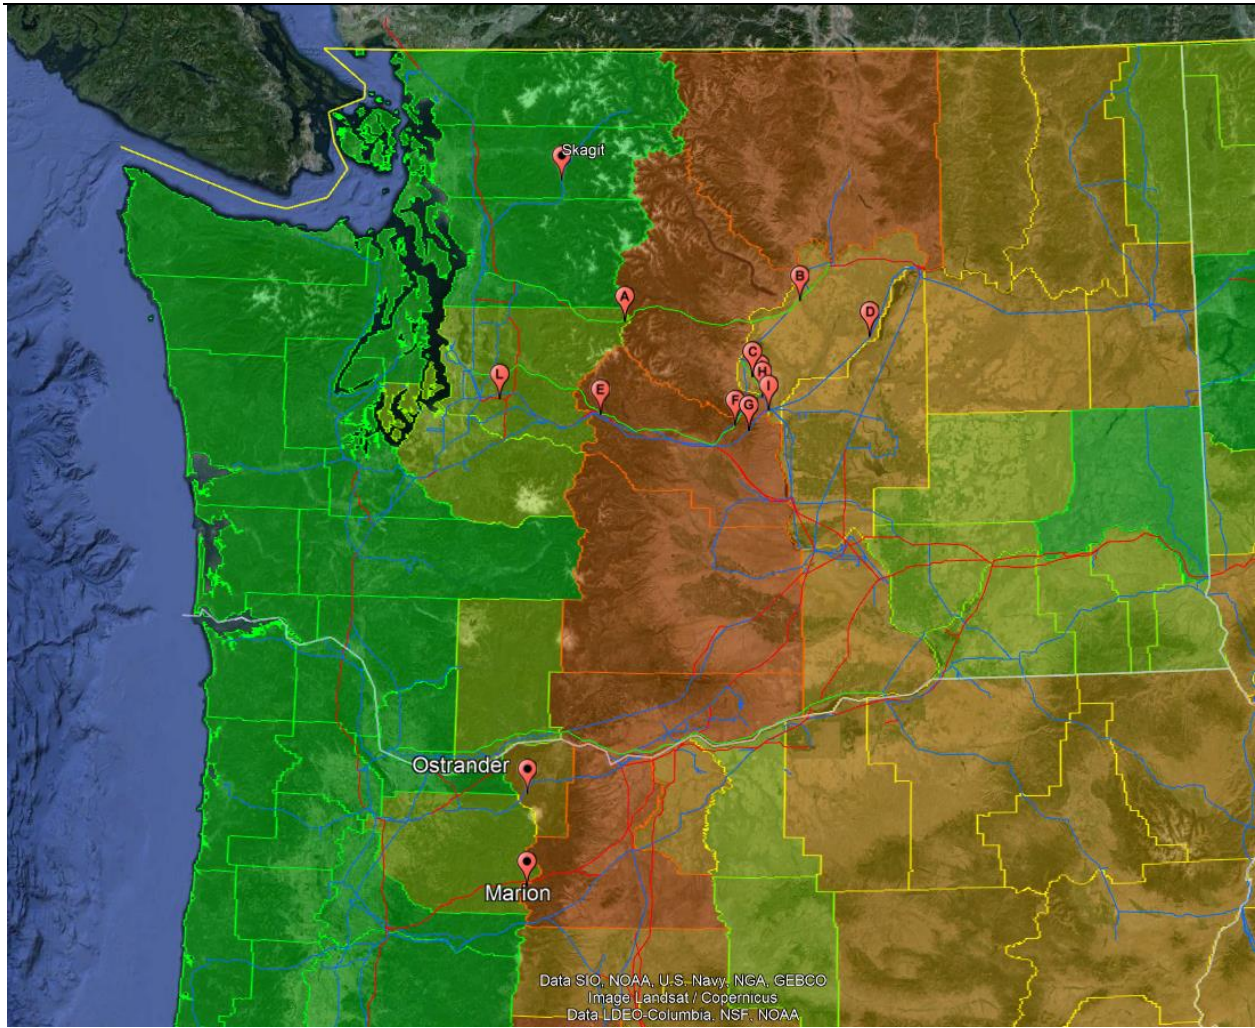 Skagit
B
A
D
C
H
L
I
E
F
G
Ostrander
Marion
Data SIO, NOAA, U.S. Navy, NGA, GEBCO
Image Landsat / Copernicus
Data LDEO-Columbia, NSF, NOAA